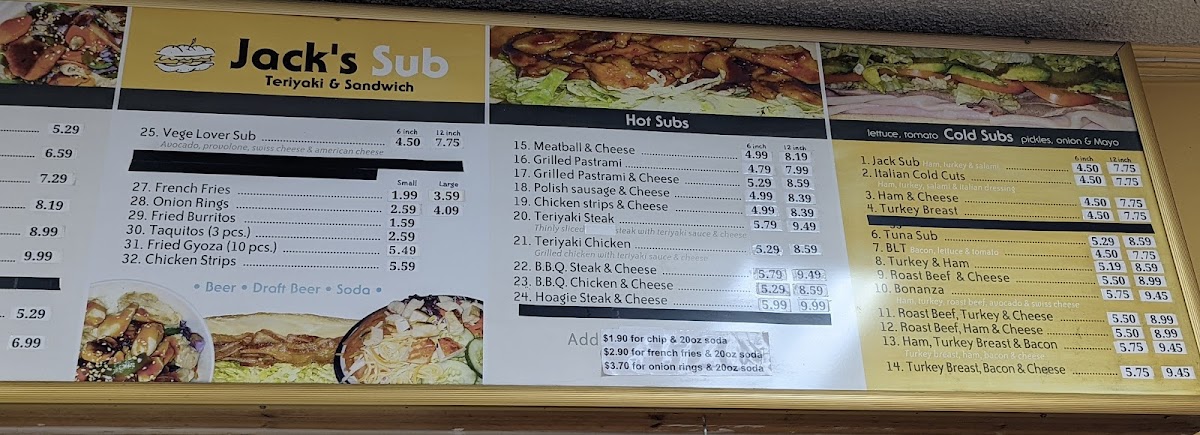 5.29
6.59
7.29
8.19
8.99
9.99
5.29
6.99
Jack's Sub
Teriyaki & Sandwich
6 inch 12 inch
25. Vege Lover Sub 4.50 7.75
Avocado, provolone, swiss cheese & american cheese
Small Large
27. French Fries 1.99 3.59
28. Onion Rings 2.59 4.09
29. Fried Burritos 1.59
30. Taquitos (3 pcs.) 2.59
31. Fried Gyoza (10 pcs.) 5.49
32. Chicken Strips 5.59
• Beer • Draft Beer • Soda •
Hot Subs
6 inch 12 inch
15. Meatball & Cheese 4.99 8.19
16. Grilled Pastrami 4.79 7.99
17. Grilled Pastrami & Cheese 5.29 8.59
18. Polish sausage & Cheese 4.99 8.39
19. Chicken strips & Cheese 4.99 8.39
20. Teriyaki Steak 5.79 9.49
Thinly sliced steak with teriyaki sauce & cheese
21. Teriyaki Chicken 5.29 8.59
Grilled chicken with teriyaki sauce & cheese
22. B.B.Q. Steak & Cheese 5.79 9.49
23. B.B.Q. Chicken & Cheese 5.29 8.59
24. Hoagie Steak & Cheese 5.99 9.99
Add
$1.90 for chip & 20oz soda
$2.90 for french fries & 20oz soda
$3.70 for onion rings & 20oz soda
lettuce, tomato Cold Subs pickles, onion & Mayo
6 inch 12 inch
1. Jack Sub Ham, turkey & salami 4.50 7.75
2. Italian Cold Cuts 4.50 7.75
Ham, turkey, salami & italian dressing
3. Ham & Cheese 4.50 7.75
4. Turkey Breast 4.50 7.75
6. Tuna Sub 5.29 8.59
7. BLT Bacon, lettuce & tomato 4.50 7.75
8. Turkey & Ham 5.19 8.59
9. Roast Beef & Cheese 5.50 8.99
10. Bonanza 5.75 9.45
Ham, turkey, roast beef, avocado & swiss cheese
11. Roast Beef, Turkey & Cheese 5.50 8.99
12. Roast Beef, Ham & Cheese 5.50 8.99
13. Ham, Turkey Breast & Bacon 5.75 9.45
Turkey breast, ham, bacon & cheese
14. Turkey Breast, Bacon & Cheese 5.75 9.45